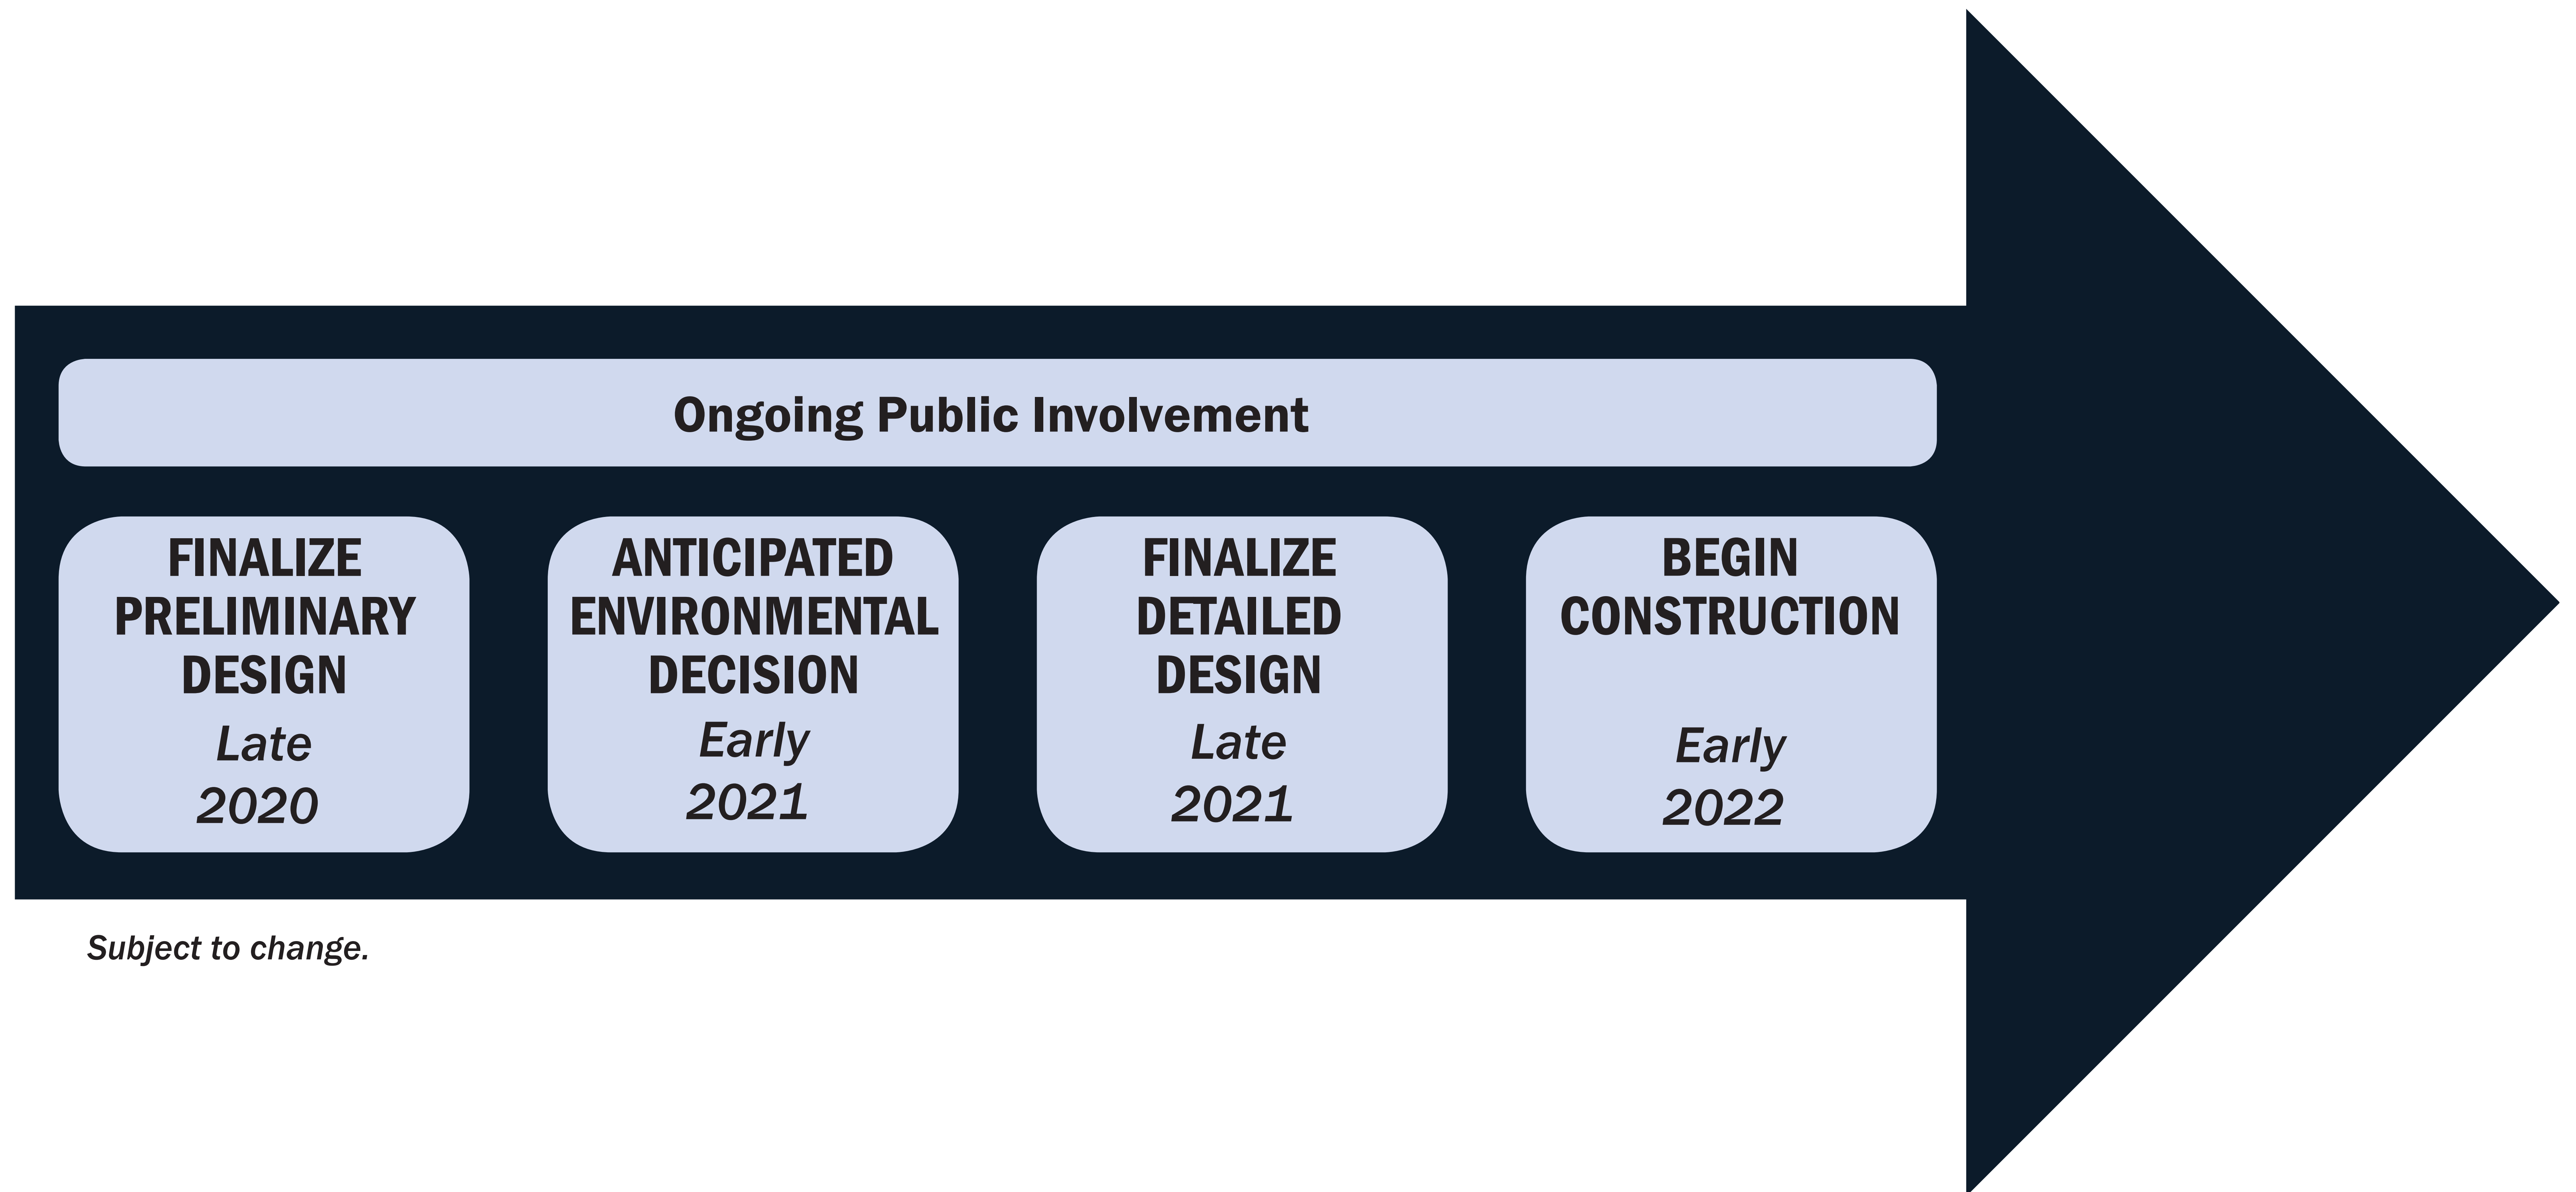 Ongoing Public Involvement
FINALIZE
PRELIMINARY
DESIGN
Late
2020
ANTICIPATED
ENVIRONMENTAL
DECISION
Early
2021
FINALIZE
DETAILED
DESIGN
Late
2021
BEGIN
CONSTRUCTION
Early
2022
Subject to change.